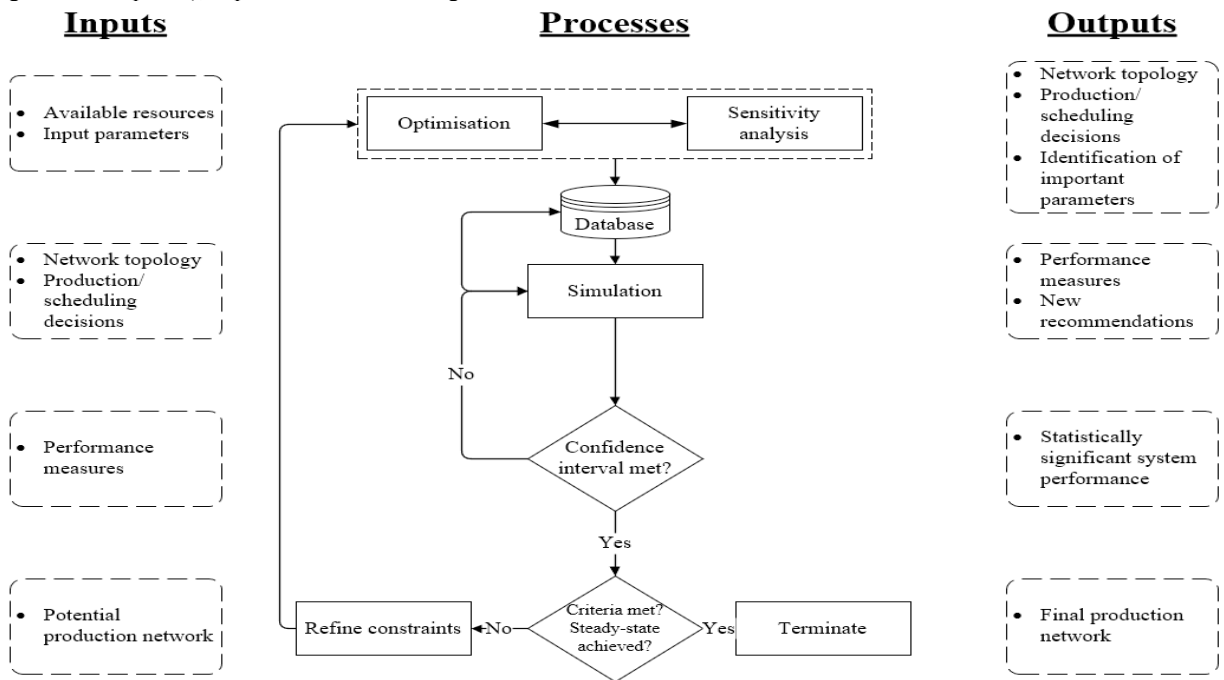 Inputs
Processes
Outputs
• Available resources
• Input parameters
Optimisation
Sensitivity
analysis
• Network topology
• Production/
scheduling
decisions
• Identification of
important
parameters
Database
• Network topology
• Production/
scheduling
decisions
Simulation
• Performance
measures
• New
recommendations
No
• Performance
measures
Confidence
interval met?
• Statistically
significant system
performance
Yes
• Potential
production network
Refine constraints
No
Criteria met?
Steady-state
achieved?
Yes
Terminate
• Final production
network